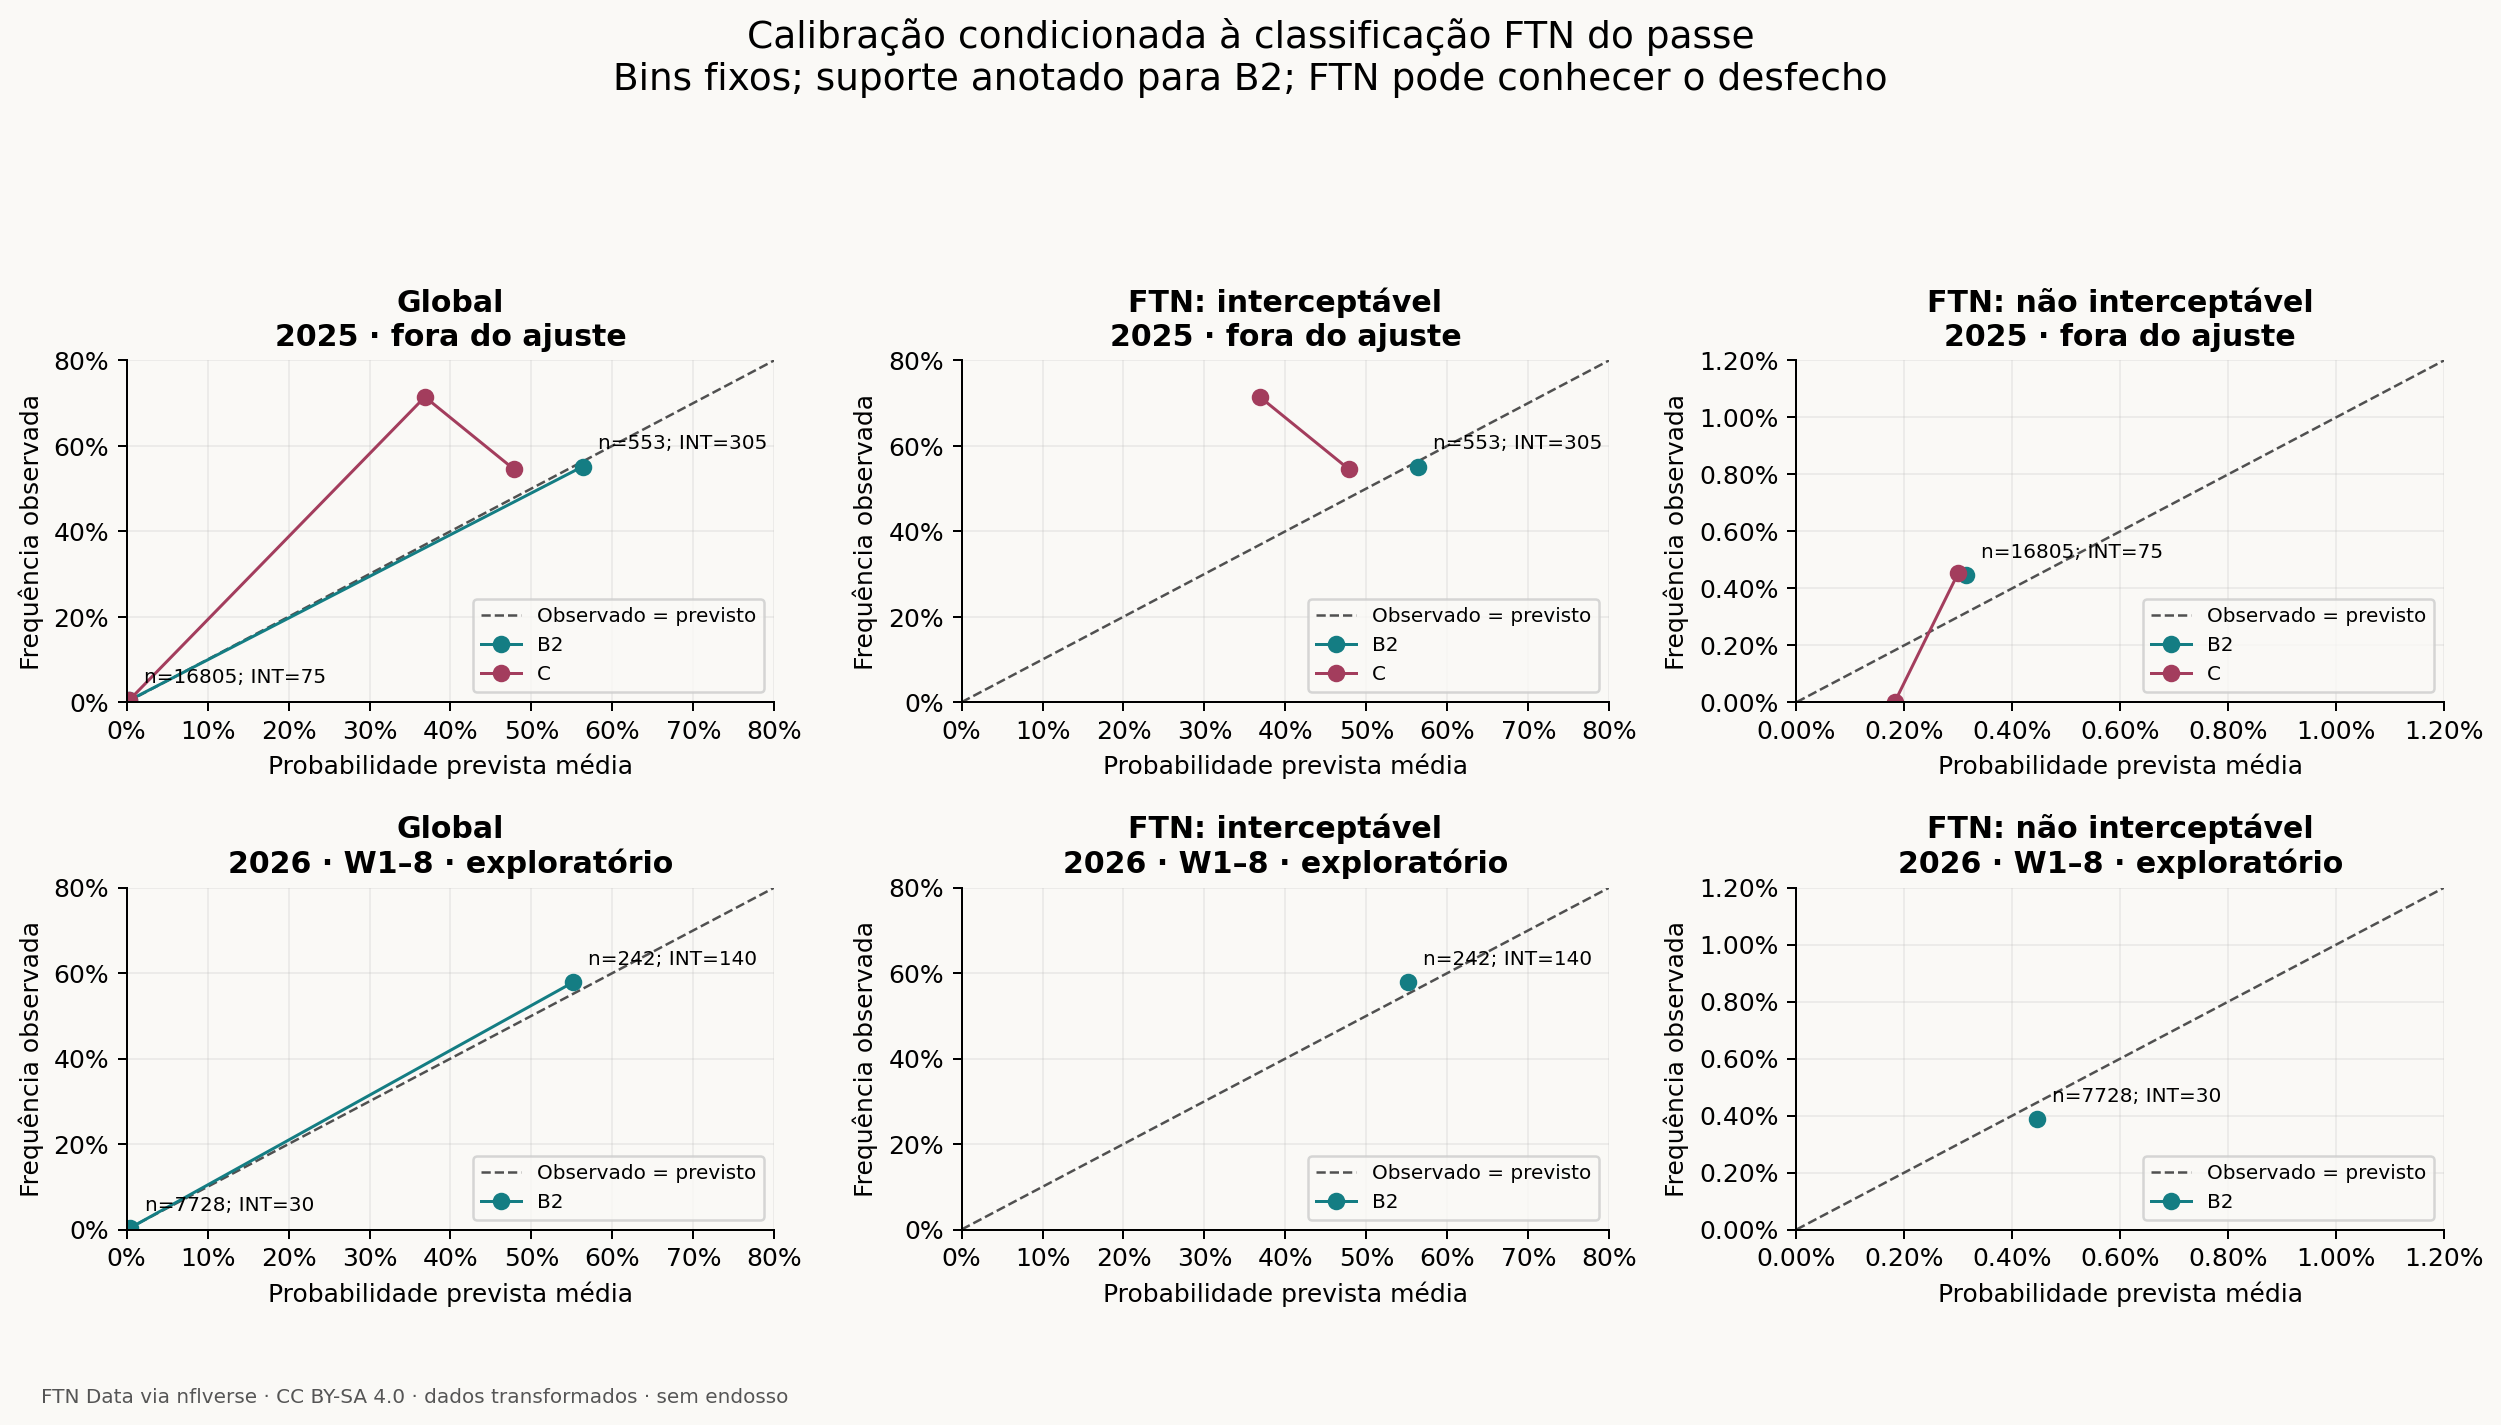 Calibração condicionada à classificação FTN do passe
Bins fixos; suporte anotado para B2; FTN pode conhecer o desfecho
Global
2025 · fora do ajuste
80%
60%
40%
20%
0%
Frequência observada
n=553; INT=305
n=16805; INT=75
Observado = previsto
B2
C
0% 10% 20% 30% 40% 50% 60% 70% 80%
Probabilidade prevista média
FTN: interceptável
2025 · fora do ajuste
80%
60%
40%
20%
0%
Frequência observada
n=553; INT=305
Observado = previsto
B2
C
0% 10% 20% 30% 40% 50% 60% 70% 80%
Probabilidade prevista média
FTN: não interceptável
2025 · fora do ajuste
1.20%
1.00%
0.80%
0.60%
0.40%
0.20%
0.00%
Frequência observada
n=16805; INT=75
Observado = previsto
B2
C
0.00% 0.20% 0.40% 0.60% 0.80% 1.00% 1.20%
Probabilidade prevista média
Global
2026 · W1–8 · exploratório
80%
60%
40%
20%
0%
Frequência observada
n=242; INT=140
n=7728; INT=30
Observado = previsto
B2
0% 10% 20% 30% 40% 50% 60% 70% 80%
Probabilidade prevista média
FTN: interceptável
2026 · W1–8 · exploratório
80%
60%
40%
20%
0%
Frequência observada
n=242; INT=140
Observado = previsto
B2
0% 10% 20% 30% 40% 50% 60% 70% 80%
Probabilidade prevista média
FTN: não interceptável
2026 · W1–8 · exploratório
1.20%
1.00%
0.80%
0.60%
0.40%
0.20%
0.00%
Frequência observada
n=7728; INT=30
Observado = previsto
B2
0.00% 0.20% 0.40% 0.60% 0.80% 1.00% 1.20%
Probabilidade prevista média
FTN Data via nflverse · CC BY-SA 4.0 · dados transformados · sem endosso